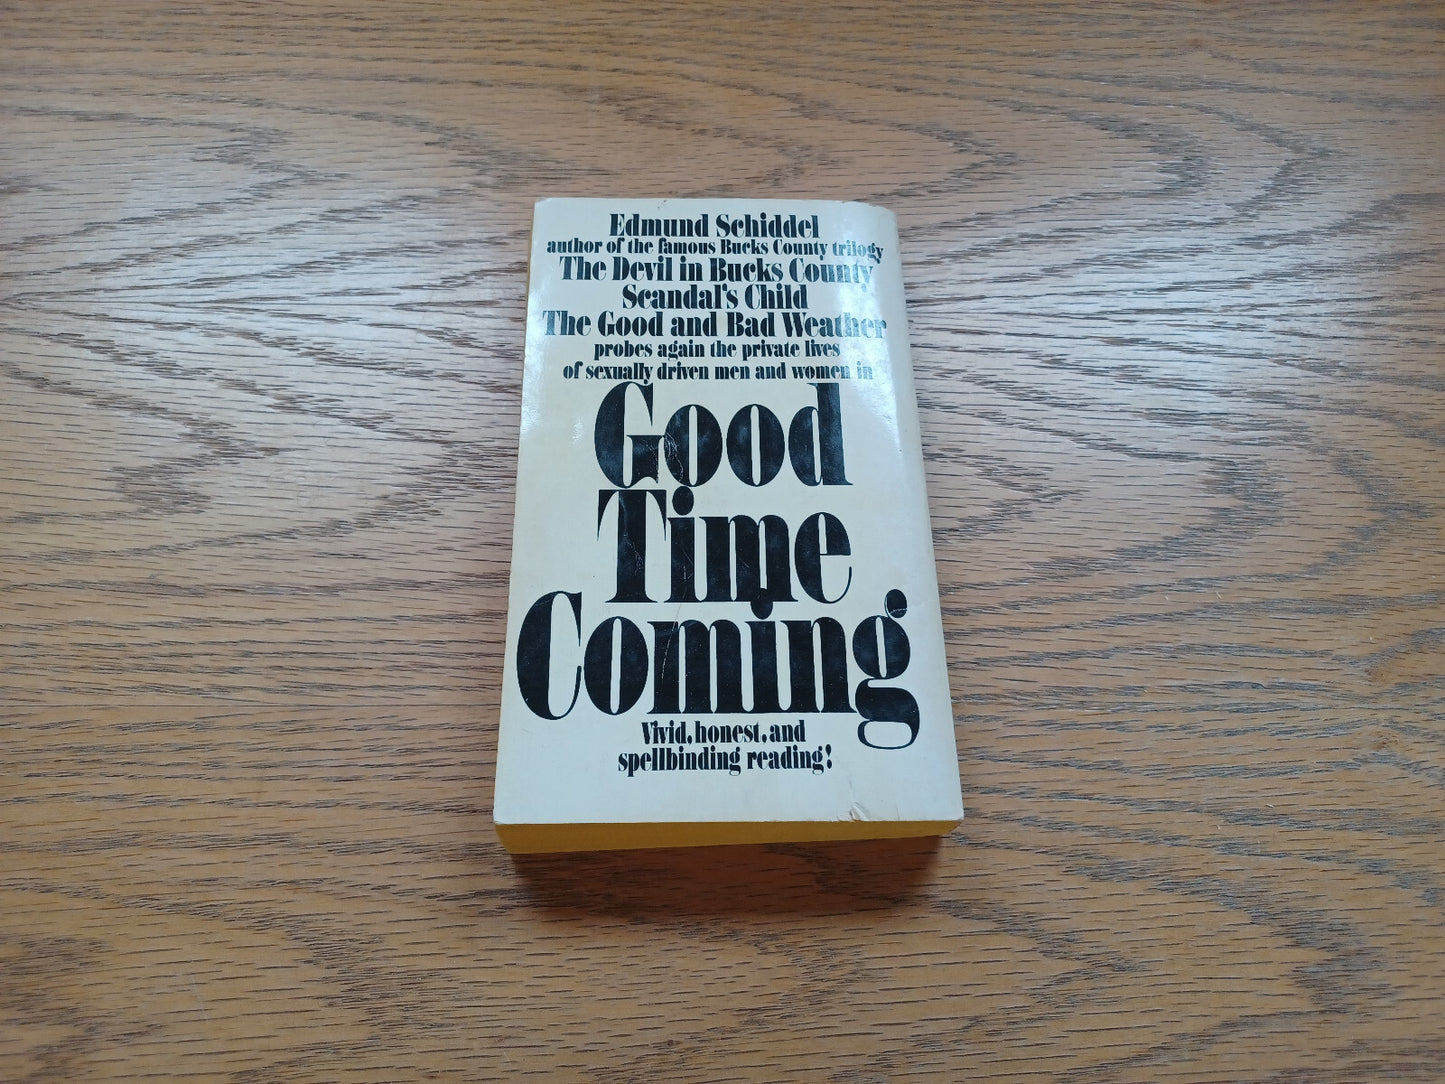 Edmund Schiddel
author of the famous Bucks County trilogy
The Devil in Bucks County
Scandal's Child
The Good and Bad Weather
probes again the private lives
of sexually driven men and women in
Good
Time
Coming
Vivid, honest, and
spellbinding reading!